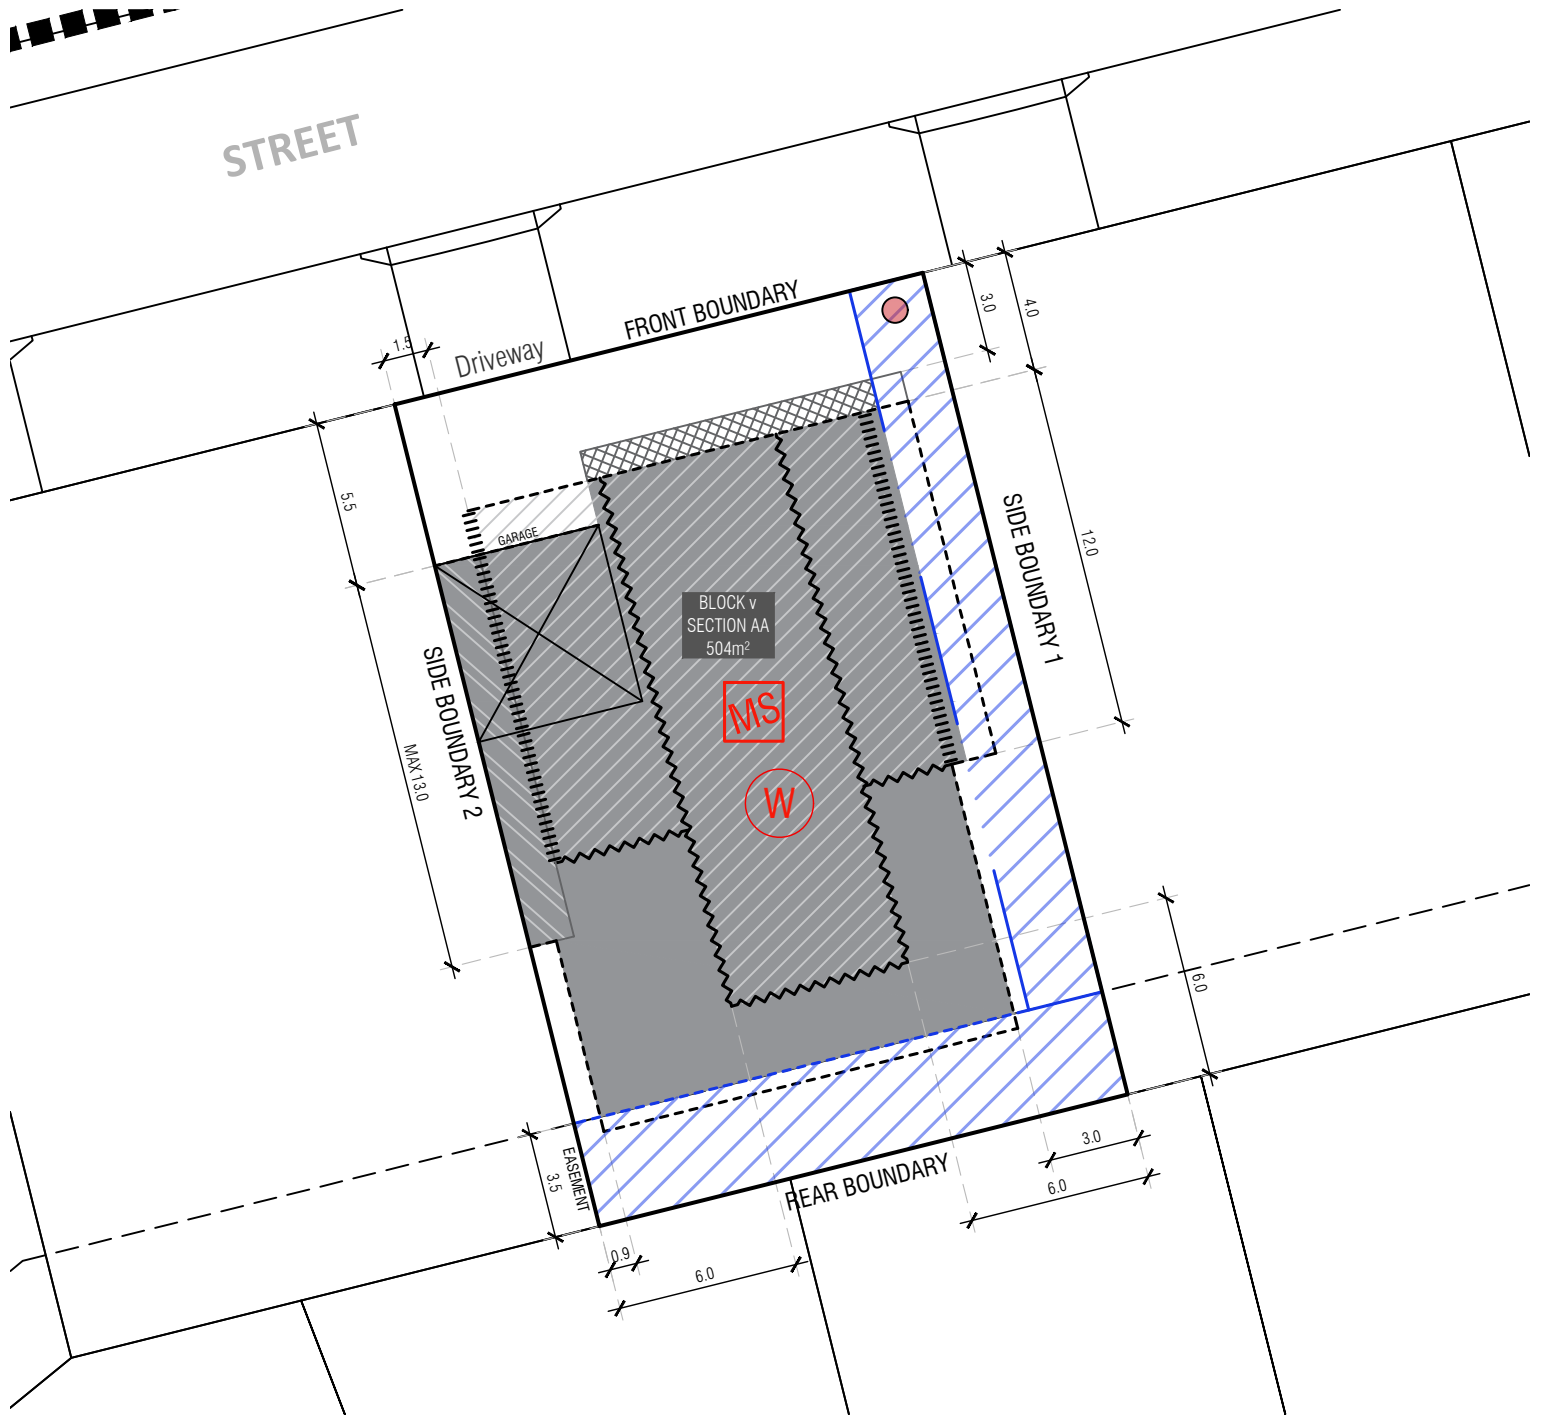 STREET
FRONT BOUNDARY
3.0
4.0
1.5
Driveway
5.5
GARAGE
12.0
SIDE BOUNDARY 1
BLOCK v
SECTION AA
504m²
SIDE BOUNDARY 2
MS
MAX 13.0
W
6.0
EASEMENT
3.5
REAR BOUNDARY
3.0
6.0
0.9
6.0